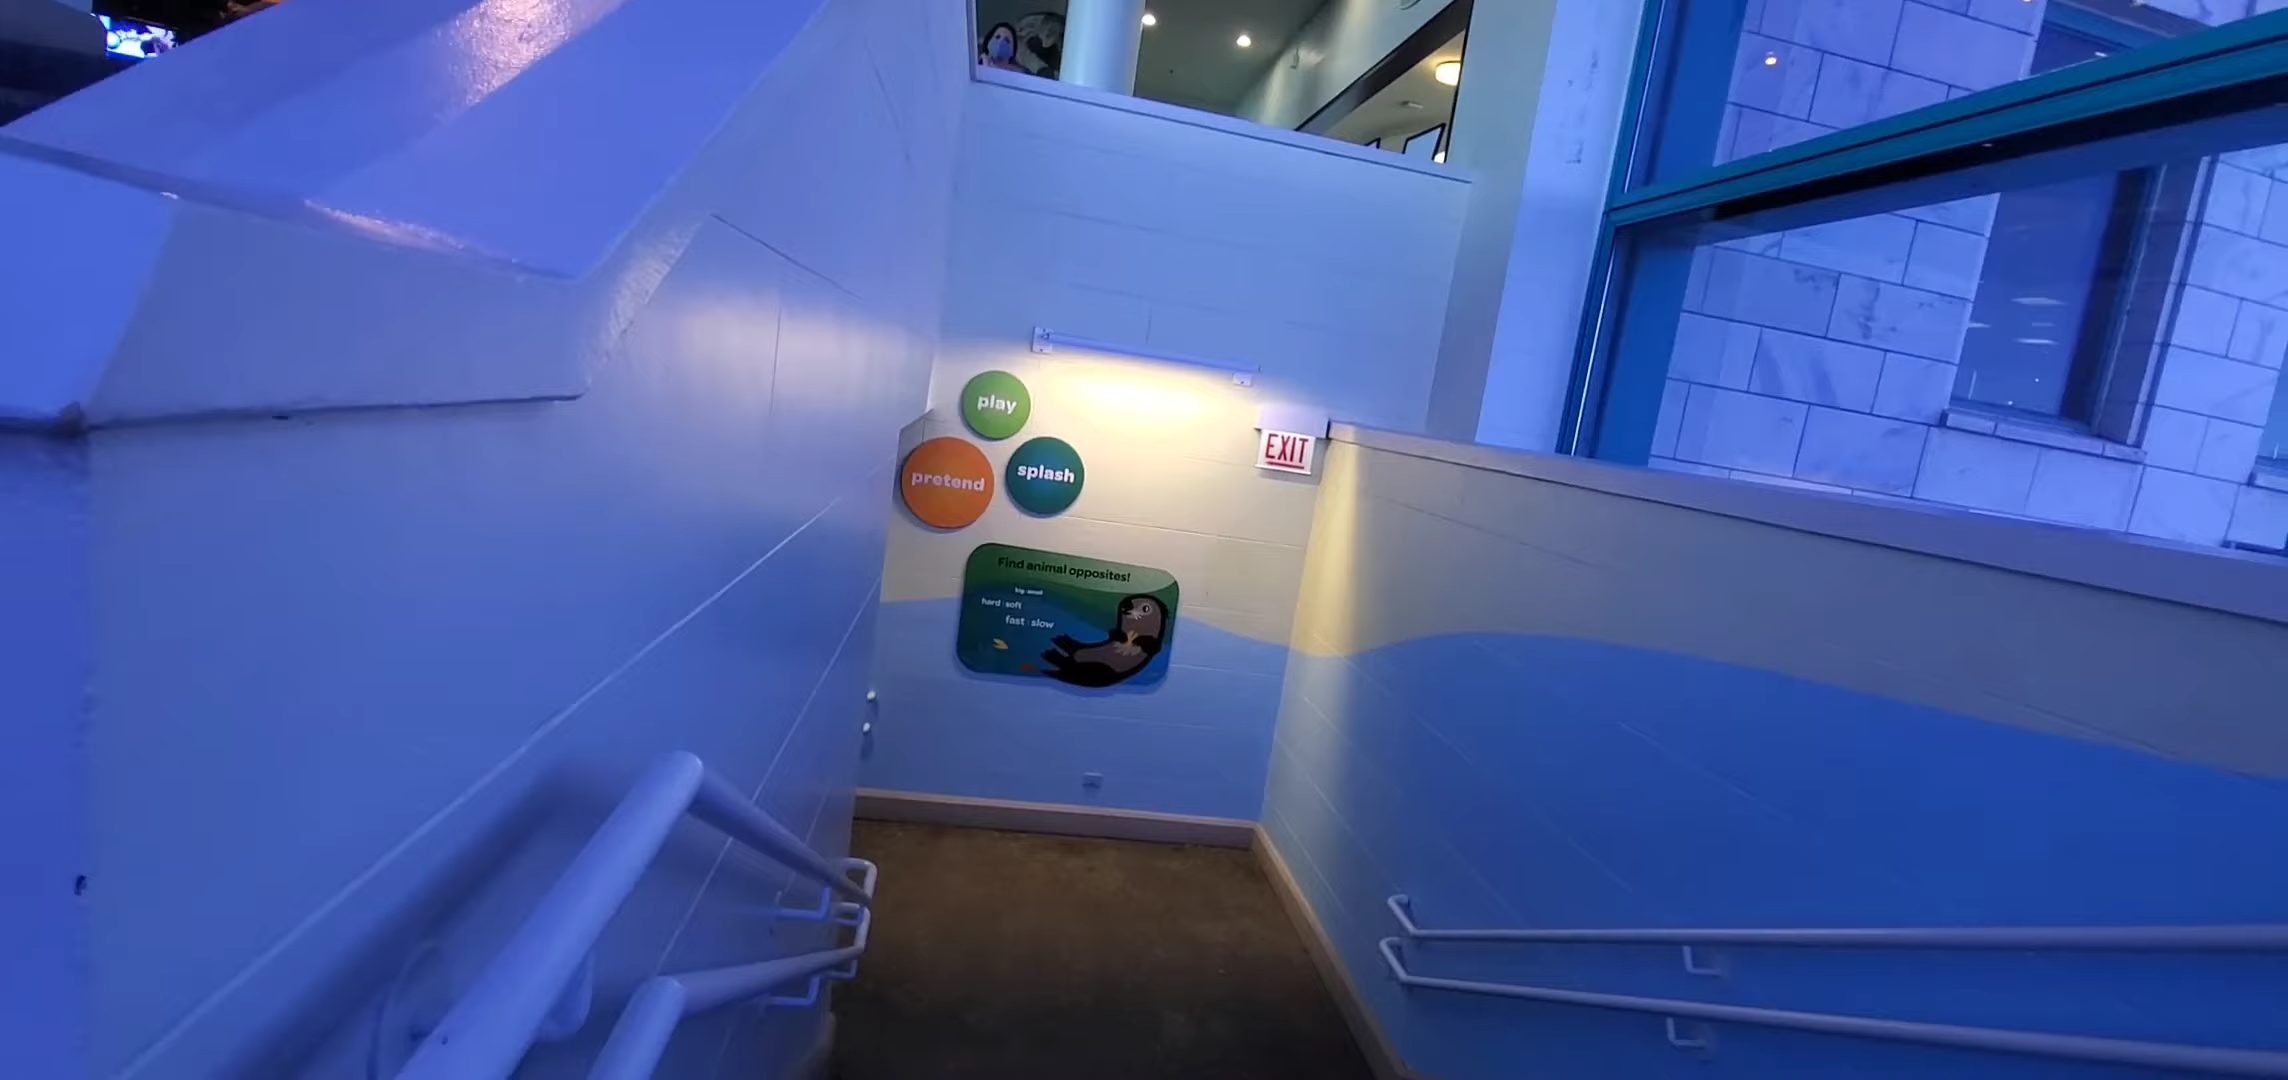 play
pretend
splash
EXIT
Find animal opposites!
big small
hard soft
fast slow